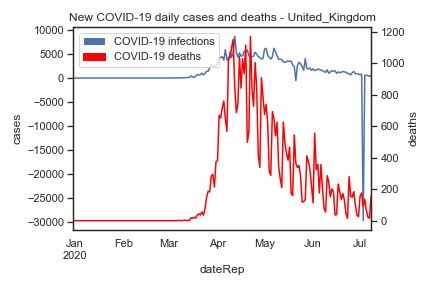 New COVID-19 daily cases and deaths - United_Kingdom
COVID-19 infections
COVID-19 deaths
10000
5000
0
−5000
−10000
−15000
−20000
−25000
−30000
cases
1200
1000
800
600
400
200
0
deaths
Jan Feb Mar Apr May Jun Jul
2020
dateRep